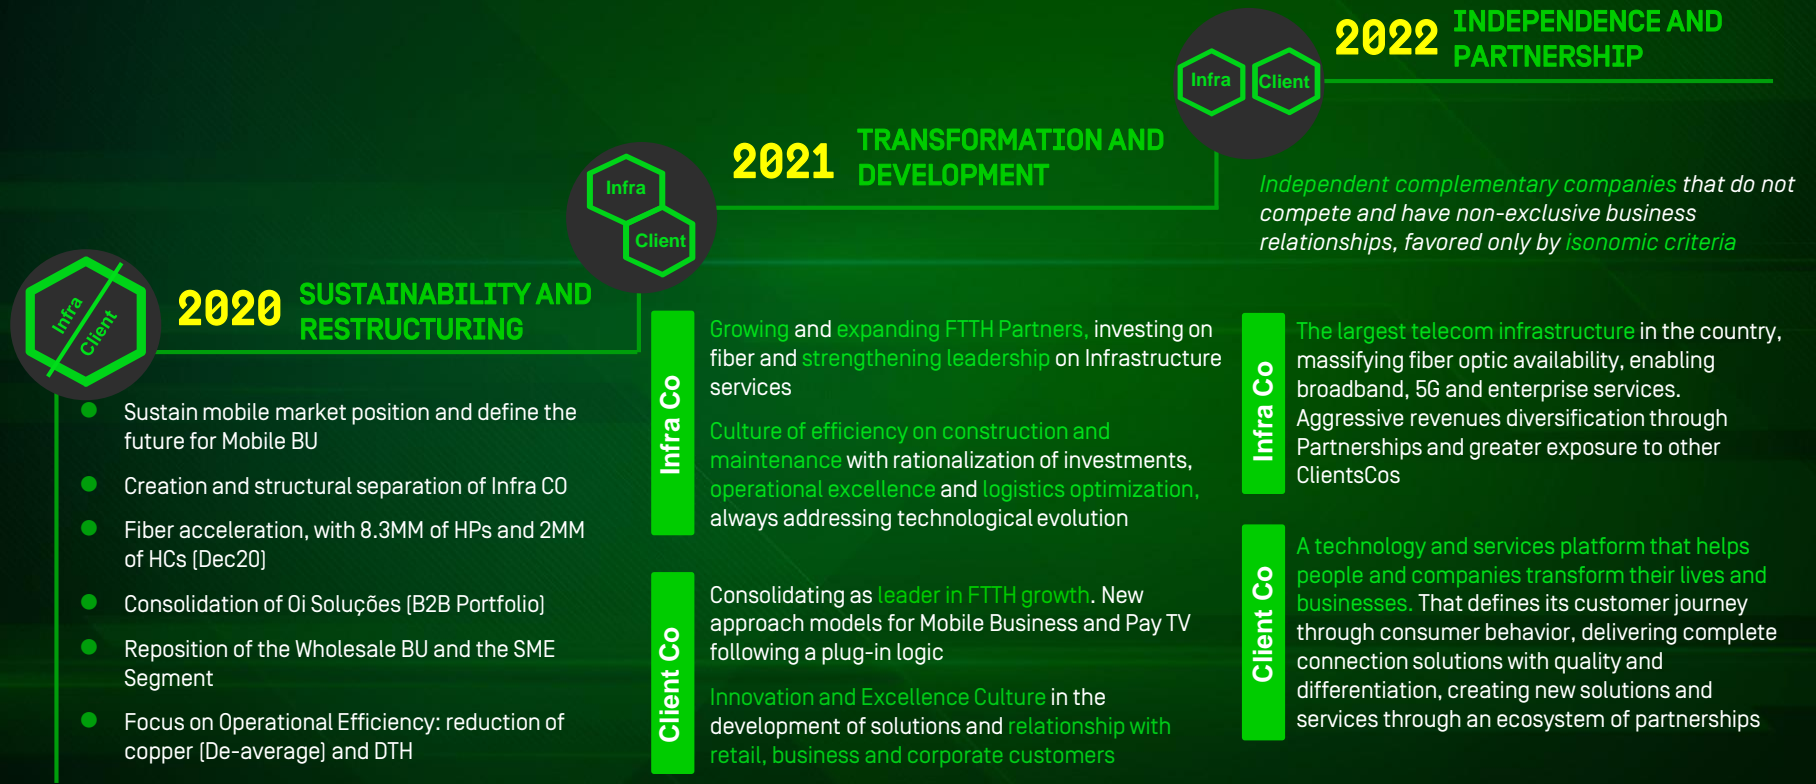 2020
SUSTAINABILITY AND
RESTRUCTURING
Infra
Client
Sustain mobile market position and define the
future for Mobile BU
Creation and structural separation of Infra CO
Fiber acceleration, with 8.3MM of HPs and 2MM
of HCs (Dec20)
Consolidation of Oi Soluções (B2B Portfolio)
Reposition of the Wholesale BU and the SME
Segment
Focus on Operational Efficiency: reduction of
copper (De-average) and DTH
2021
TRANSFORMATION AND
DEVELOPMENT
Infra
Client
Infra Co
Growing and expanding FTTH Partners, investing on
fiber and strengthening leadership on Infrastructure
services
Culture of efficiency on construction and
maintenance with rationalization of investments,
operational excellence and logistics optimization,
always addressing technological evolution
Client Co
Consolidating as leader in FTTH growth. New
approach models for Mobile Business and Pay TV
following a plug-in logic
Innovation and Excellence Culture in the
development of solutions and relationship with
retail, business and corporate customers
2022
INDEPENDENCE AND
PARTNERSHIP
Infra
Client
Independent complementary companies that do not
compete and have non-exclusive business
relationships, favored only by isonomic criteria
Infra Co
The largest telecom infrastructure in the country,
massifying fiber optic availability, enabling
broadband, 5G and enterprise services.
Aggressive revenues diversification through
Partnerships and greater exposure to other
ClientsCos
Client Co
A technology and services platform that helps
people and companies transform their lives and
businesses. That defines its customer journey
through consumer behavior, delivering complete
connection solutions with quality and
differentiation, creating new solutions and
services through an ecosystem of partnerships